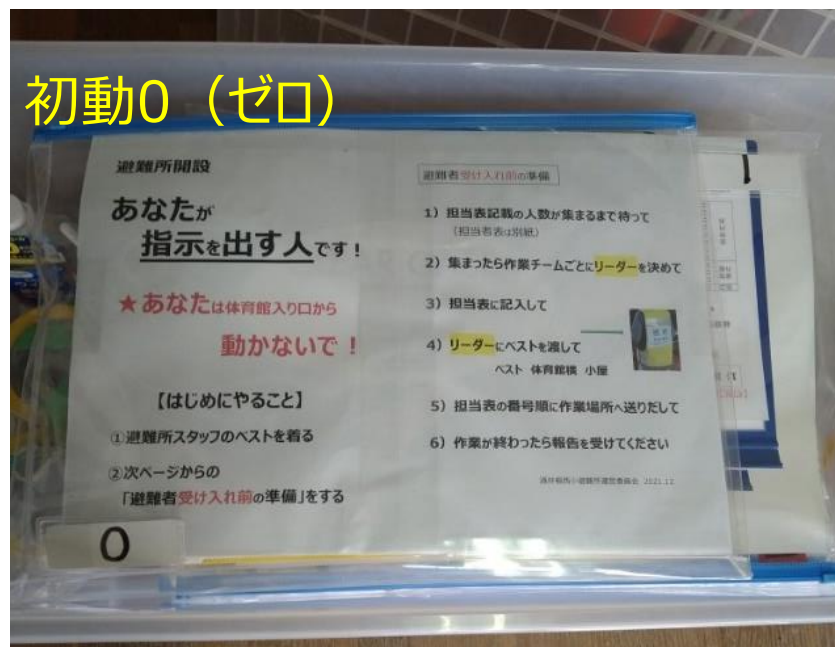 初動0（ゼロ）
避難所開設
あなたが
指示を出す人です！
★あなたは体育館入り口から
動かないで！
【はじめにやること】
①避難所スタッフのベストを着る
②次ページからの
「避難者受け入れ前の準備」をする
0
避難者受け入れ前の準備
1）担当表記載の人数が集まるまで待って
（担当者表は別紙）
2）集まったら作業チームごとにリーダーを決めて
3）担当表に記入して
4）リーダーにベストを渡して
ベスト 体育館横 小屋
5）担当表の番号順に作業場所へ送りだして
6）作業が終わったら報告を受けてください
避難所運営委員会 2021.12